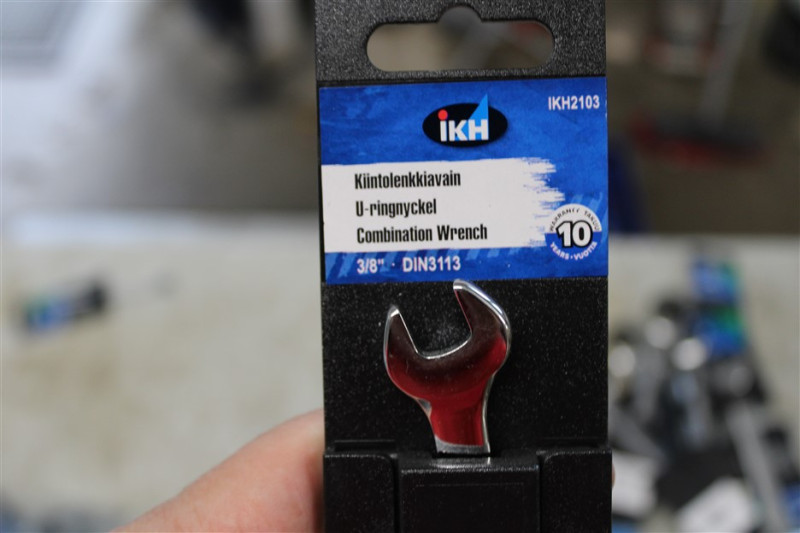 IKH
IKH2103
Kiintolenkkiavain
U-ringnyckel
Combination Wrench
WARRANTY · TAKUU
10
YEARS · VUOTTA
3/8" · DIN3113